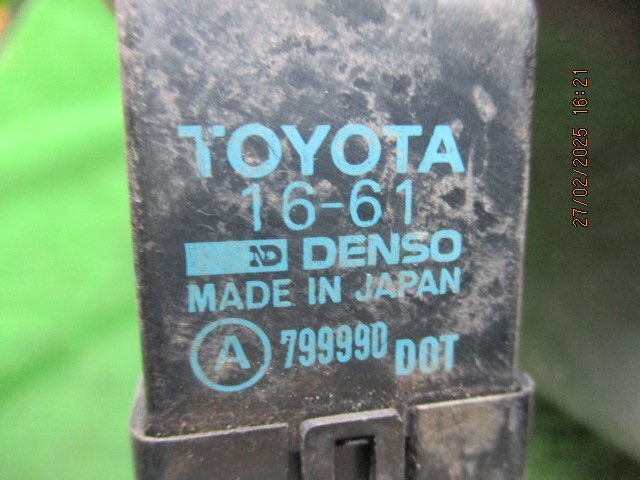 TOYOTA
16-61
ND DENSO
MADE IN JAPAN
A 799990 DOT
27/02/2025 16:21